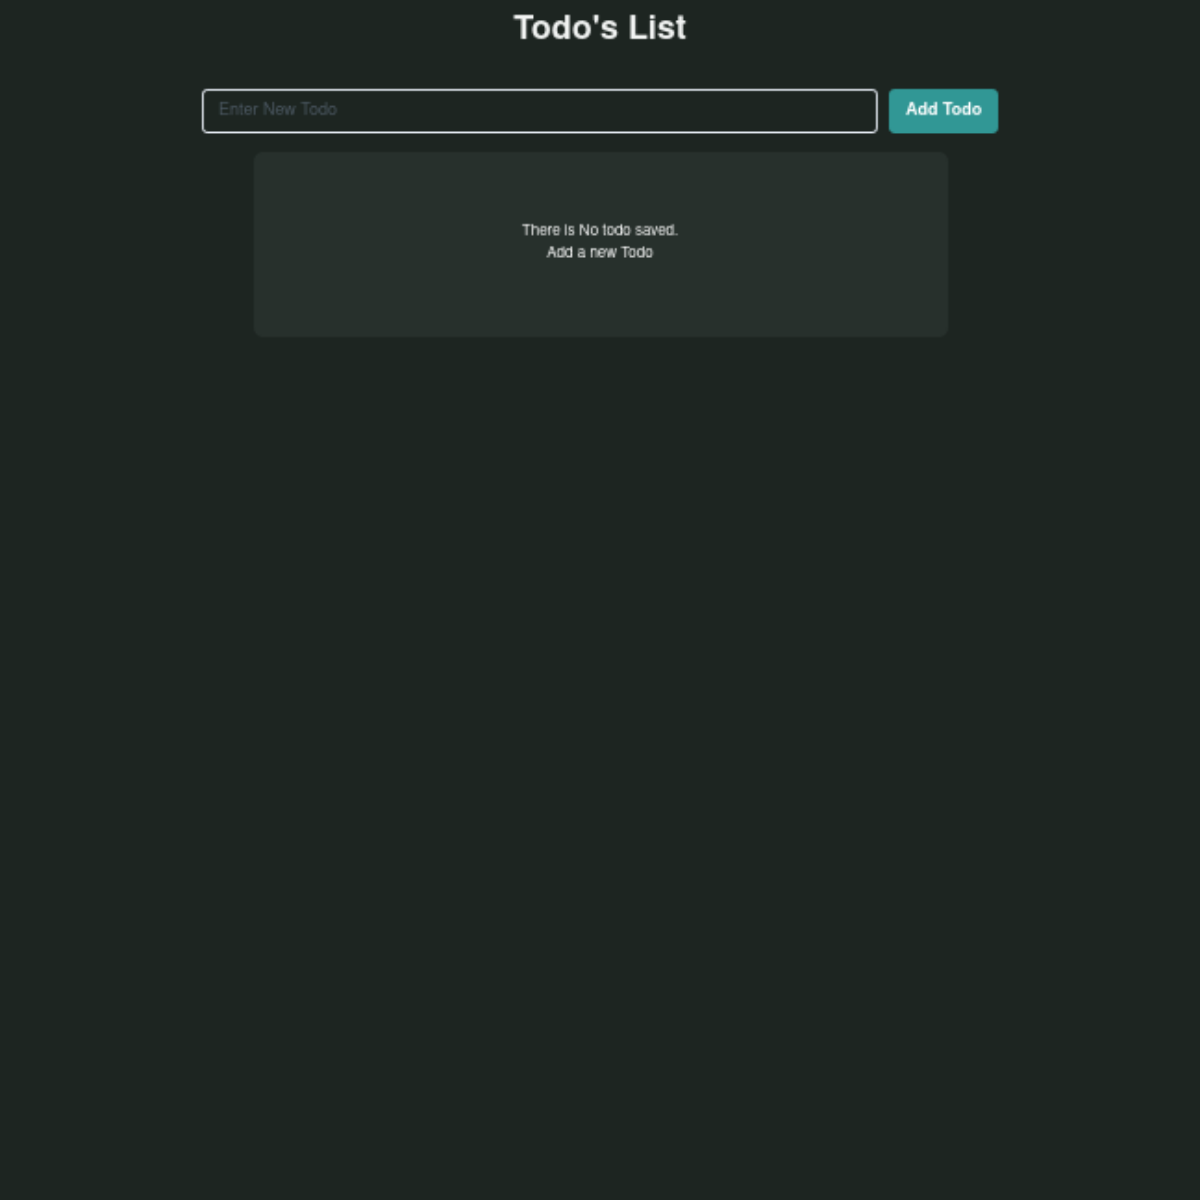 Todo's List
Enter New Todo
Add Todo
There is No todo saved.
Add a new Todo